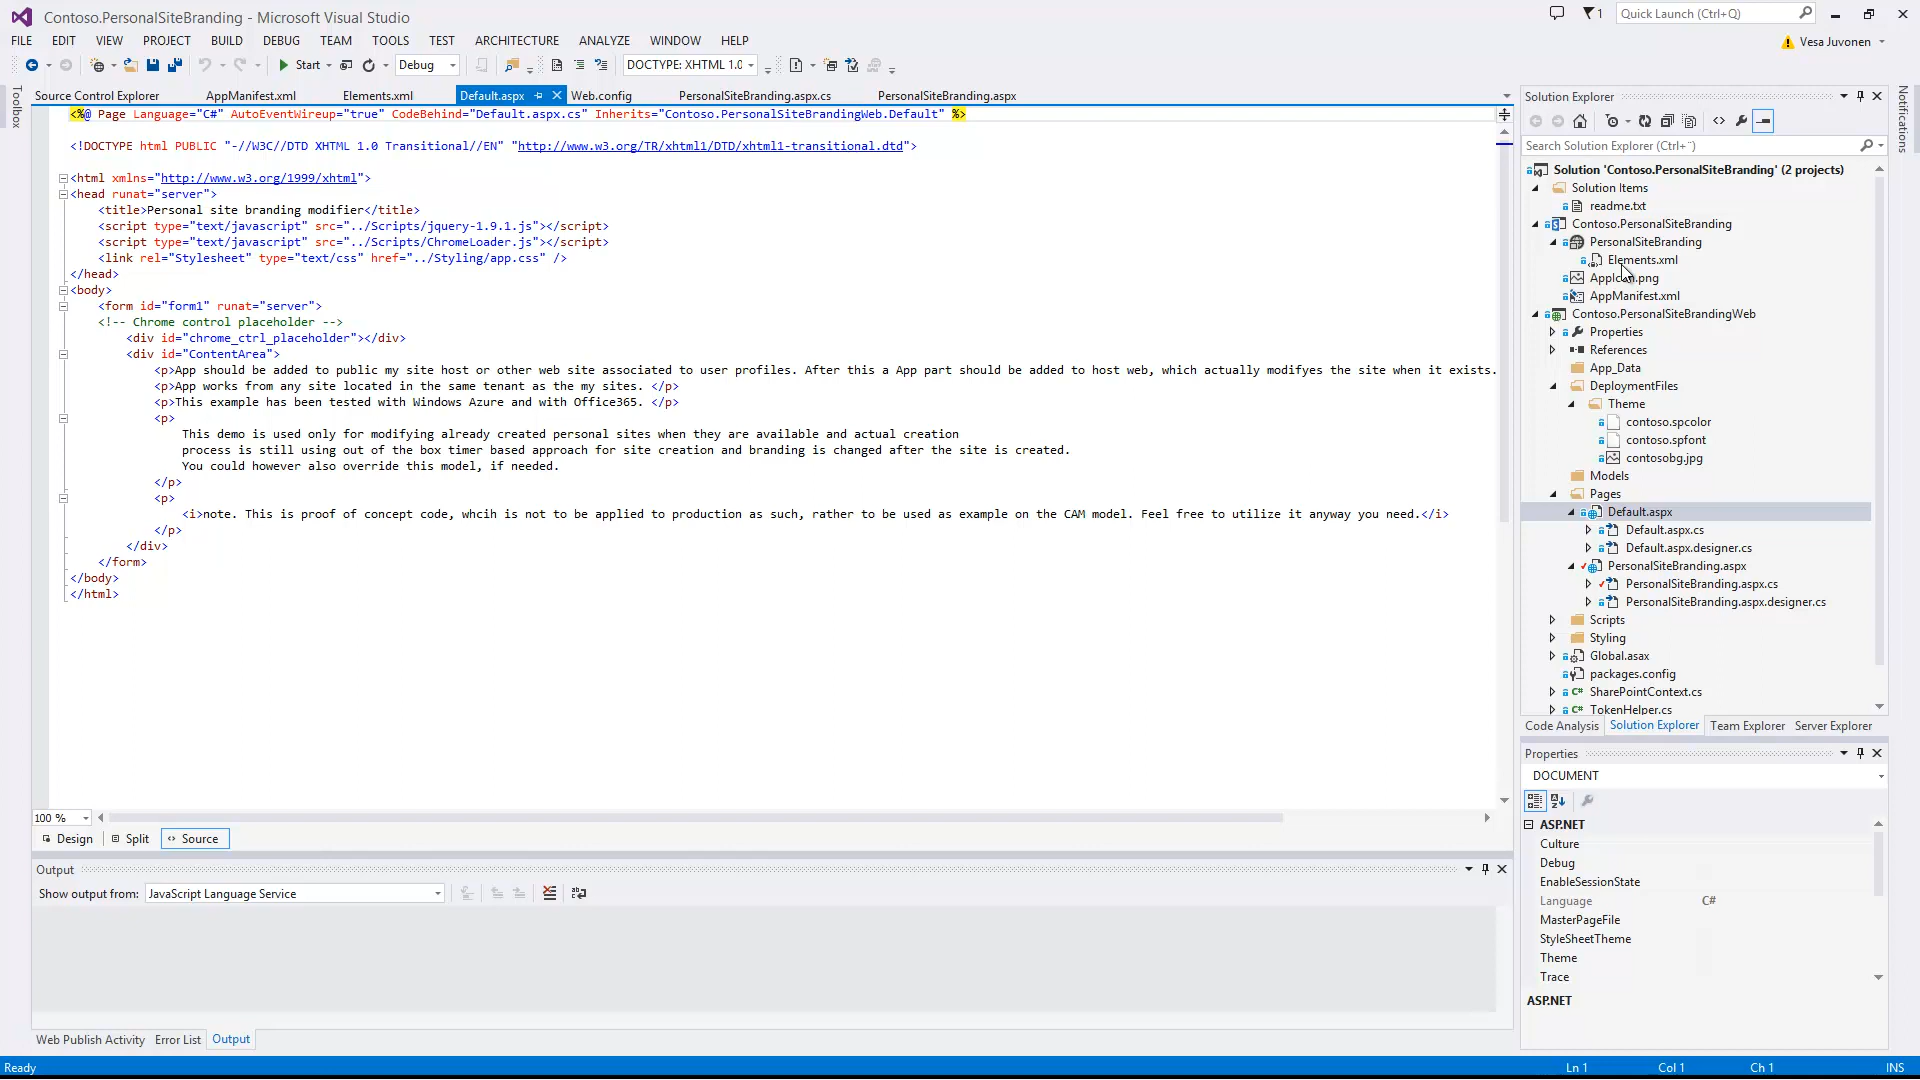 Contoso.PersonalSiteBranding - Microsoft Visual Studio
1
Quick Launch (Ctrl+Q)
FILE EDIT VIEW PROJECT BUILD DEBUG TEAM TOOLS TEST ARCHITECTURE ANALYZE WINDOW HELP
Vesa Juvonen
Start Debug DOCTYPE: XHTML 1.0
Toolbox
Source Control Explorer AppManifest.xml Elements.xml Default.aspx Web.config PersonalSiteBranding.aspx.cs PersonalSiteBranding.aspx
<%@ Page Language="C#" AutoEventWireup="true" CodeBehind="Default.aspx.cs" Inherits="Contoso.PersonalSiteBrandingWeb.Default" %>
<!DOCTYPE html PUBLIC "-//W3C//DTD XHTML 1.0 Transitional//EN" "http://www.w3.org/TR/xhtml1/DTD/xhtml1-transitional.dtd">
<html xmlns="http://www.w3.org/1999/xhtml">
<head runat="server">
<title>Personal site branding modifier</title>
<script type="text/javascript" src="../Scripts/jquery-1.9.1.js"></script>
<script type="text/javascript" src="../Scripts/ChromeLoader.js"></script>
<link rel="Stylesheet" type="text/css" href="../Styling/app.css" />
</head>
<body>
<form id="form1" runat="server">
<!-- Chrome control placeholder -->
<div id="chrome_ctrl_placeholder"></div>
<div id="ContentArea">
<p>App should be added to public my site host or other web site associated to user profiles. After this a App part should be added to host web, which actually modifyes the site when it exists.
<p>App works from any site located in the same tenant as the my sites. </p>
<p>This example has been tested with Windows Azure and with Office365. </p>
<p>
This demo is used only for modifying already created personal sites when they are available and actual creation
process is still using out of the box timer based approach for site creation and branding is changed after the site is created.
You could however also override this model, if needed.
</p>
<p>
<i>note. This is proof of concept code, whcih is not to be applied to production as such, rather to be used as example on the CAM model. Feel free to utilize it anyway you need.</i>
</p>
</div>
</form>
</body>
</html>
100 %
Design Split Source
Output
Show output from: JavaScript Language Service
Web Publish Activity Error List Output
Solution Explorer
Search Solution Explorer (Ctrl+¨)
Solution 'Contoso.PersonalSiteBranding' (2 projects)
Solution Items
readme.txt
Contoso.PersonalSiteBranding
PersonalSiteBranding
Elements.xml
AppManifest.xml
Contoso.PersonalSiteBrandingWeb
Properties
References
App_Data
DeploymentFiles
Theme
contoso.spcolor
contoso.spfont
contosobg.jpg
Models
Pages
Default.aspx
Default.aspx.cs
Default.aspx.designer.cs
PersonalSiteBranding.aspx
PersonalSiteBranding.aspx.cs
PersonalSiteBranding.aspx.designer.cs
Scripts
Styling
Global.asax
packages.config
SharePointContext.cs
TokenHelper.cs
Code Analysis Solution Explorer Team Explorer Server Explorer
Properties
DOCUMENT
ASP.NET
Culture
Debug
EnableSessionState
Language C#
MasterPageFile
StyleSheetTheme
Theme
Trace
ASP.NET
Notifications
Ready Ln 1 Col 1 Ch 1 INS